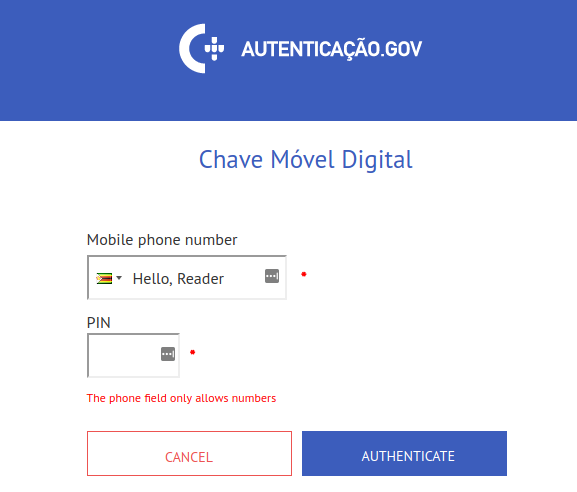 AUTENTICAÇÃO.GOV
Chave Móvel Digital
Mobile phone number
Hello, Reader
*
PIN
*
The phone field only allows numbers
CANCEL
AUTHENTICATE